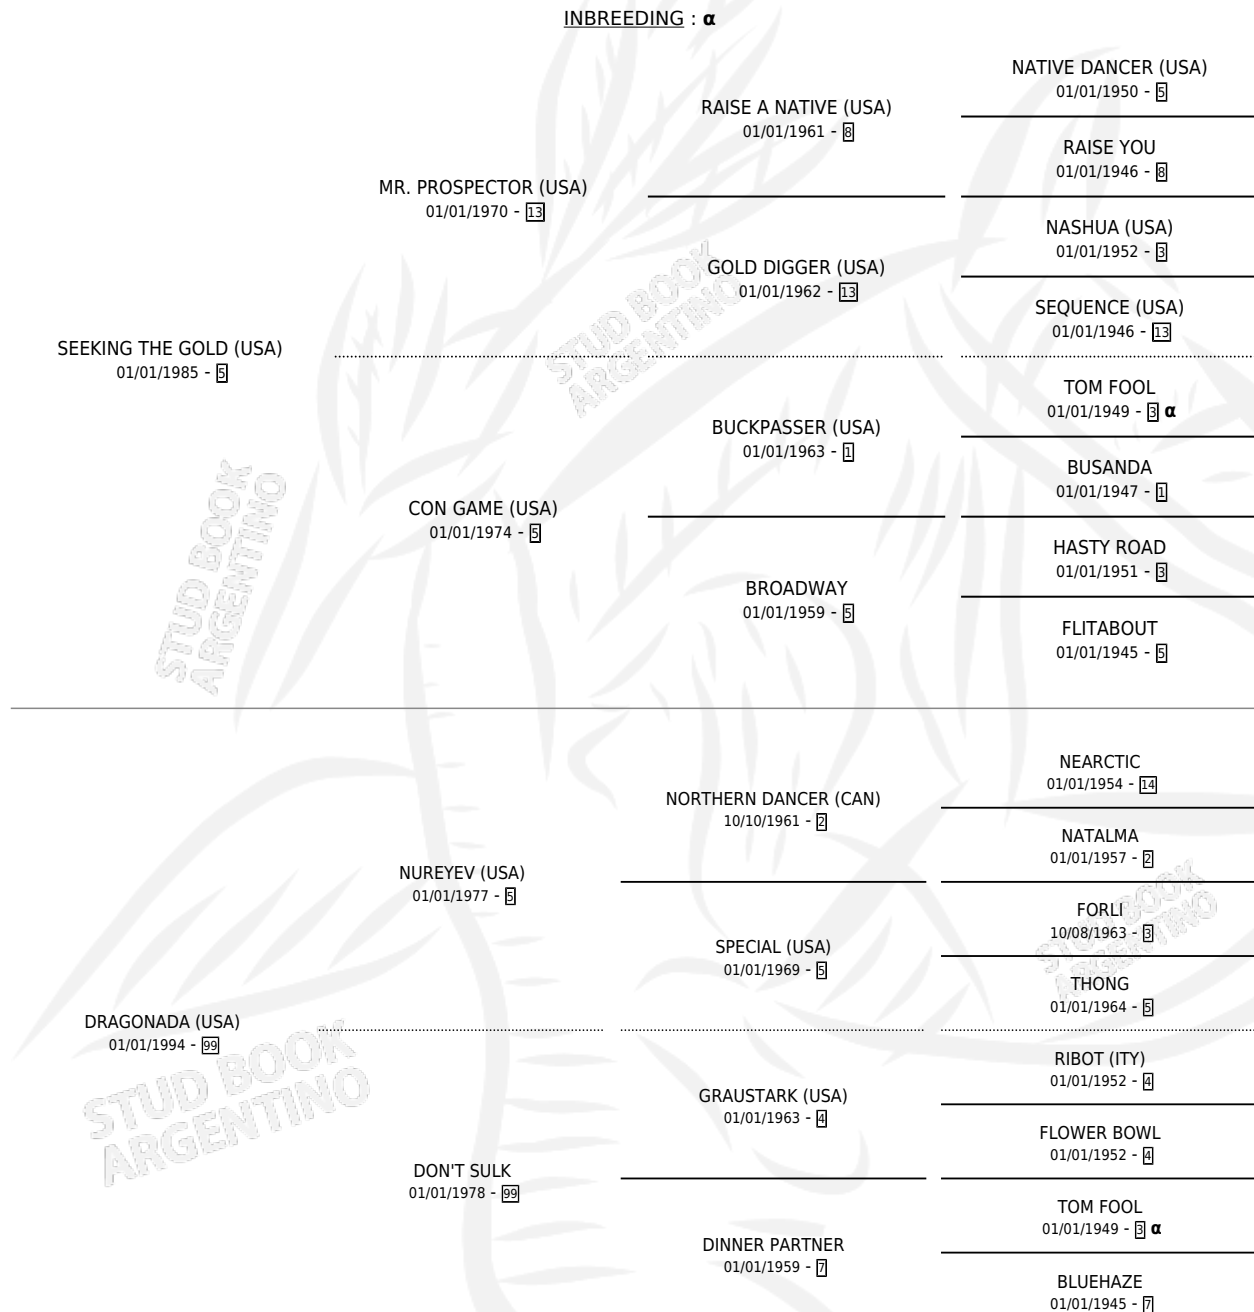 INBREEDING : α
NATIVE DANCER (USA)
01/01/1950 - 5
RAISE A NATIVE (USA)
01/01/1961 - 8
RAISE YOU
01/01/1946 - 8
MR. PROSPECTOR (USA)
01/01/1970 - 13
NASHUA (USA)
01/01/1952 - 3
GOLD DIGGER (USA)
01/01/1962 - 13
SEQUENCE (USA)
01/01/1946 - 13
SEEKING THE GOLD (USA)
01/01/1985 - 5
STUD BOOK
ARGENTINO
TOM FOOL
01/01/1949 - 3 α
BUCKPASSER (USA)
01/01/1963 - 1
BUSANDA
01/01/1947 - 1
CON GAME (USA)
01/01/1974 - 5
HASTY ROAD
01/01/1951 - 3
BROADWAY
01/01/1959 - 5
FLITABOUT
01/01/1945 - 5
STUD BOOK
ARGENTINO
NEARCTIC
01/01/1954 - 14
NORTHERN DANCER (CAN)
10/10/1961 - 2
NATALMA
01/01/1957 - 2
NUREYEV (USA)
01/01/1977 - 5
FORLI
10/08/1963 - 3
SPECIAL (USA)
01/01/1969 - 5
THONG
01/01/1964 - 5
STUD BOOK
ARGENTINO
DRAGONADA (USA)
01/01/1994 - 99
RIBOT (ITY)
01/01/1952 - 4
GRAUSTARK (USA)
01/01/1963 - 4
FLOWER BOWL
01/01/1952 - 4
STUD BOOK
ARGENTINO
DON'T SULK
01/01/1978 - 99
TOM FOOL
01/01/1949 - 3 α
DINNER PARTNER
01/01/1959 - 7
BLUEHAZE
01/01/1945 - 7